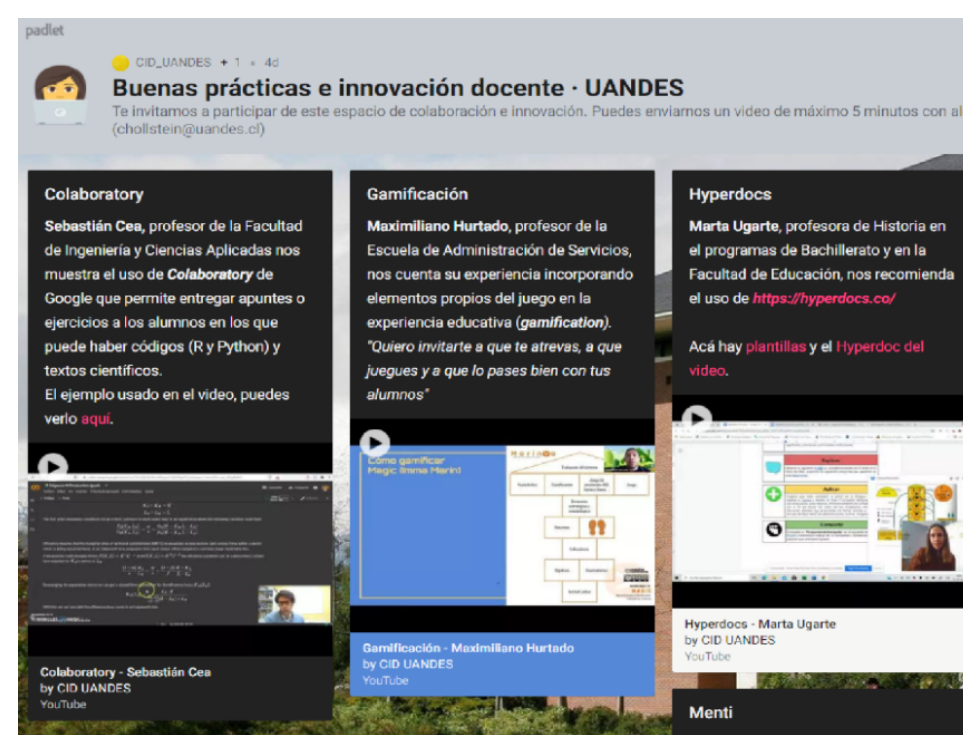 padlet
CID_UANDES + 1 • 4d
Buenas prácticas e innovación docente · UANDES
Te invitamos a participar de este espacio de colaboración e innovación. Puedes enviarnos un video de máximo 5 minutos con al
(chollstein@uandes.cl)
Colaboratory
Sebastián Cea, profesor de la Facultad
de Ingeniería y Ciencias Aplicadas nos
muestra el uso de Colaboratory de
Google que permite entregar apuntes o
ejercicios a los alumnos en los que
puede haber códigos (R y Python) y
textos científicos.
El ejemplo usado en el video, puedes
verlo aquí.
Colaboratory - Sebastián Cea
by CID UANDES
YouTube
Gamificación
Maximiliano Hurtado, profesor de la
Escuela de Administración de Servicios,
nos cuenta su experiencia incorporando
elementos propios del juego en la
experiencia educativa (gamification).
"Quiero invitarte a que te atrevas, a que
juegues y a que lo pases bien con tus
alumnos"
Cómo gamificar
Magic (Imma Marín)
Gamificación - Maximiliano Hurtado
by CID UANDES
YouTube
Hyperdocs
Marta Ugarte, profesora de Historia en
el programas de Bachillerato y en la
Facultad de Educación, nos recomienda
el uso de https://hyperdocs.co/
Acá hay plantillas y el Hyperdoc del
video.
Explicar
Aplicar
Compartir
Hyperdocs - Marta Ugarte
by CID UANDES
YouTube
Menti